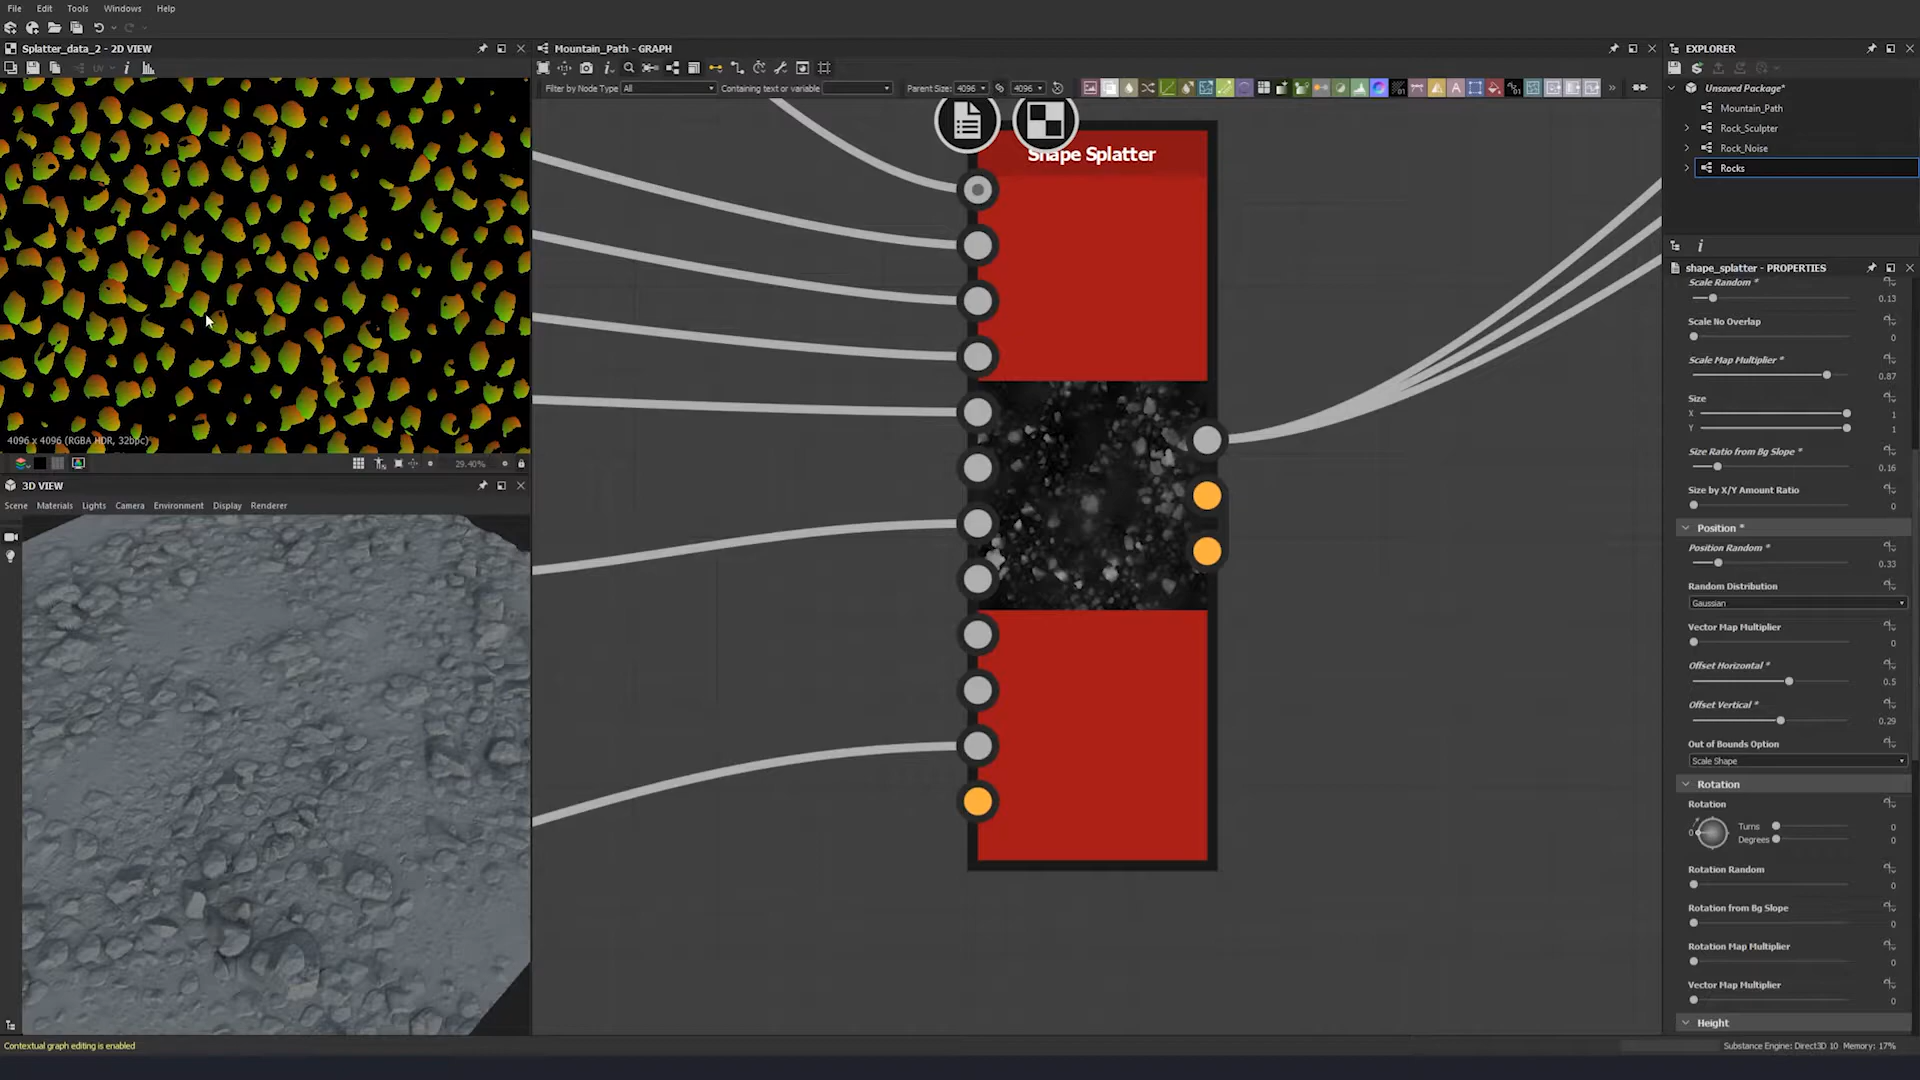 File Edit Tools Windows Help
Splatter_data_2 - 2D VIEW
UV
4096 x 4096 (RGBA HDR, 32bpc)
29.40%
3D VIEW
Scene Materials Lights Camera Environment Display Renderer
Contextual graph editing is enabled
Mountain_Path - GRAPH
Filter by Node Type All Containing text or variable Parent Size: 4096 4096
Shape Splatter
EXPLORER
Unsaved Package*
Mountain_Path
Rock_Sculpter
Rock_Noise
Rocks
shape_splatter - PROPERTIES
Scale Random *
0.13
Scale No Overlap
0
Scale Map Multiplier *
0.87
Size
X 1
Y 1
Size Ratio from Bg Slope *
0.16
Size by X/Y Amount Ratio
0
Position *
Position Random *
0.33
Random Distribution
Gaussian
Vector Map Multiplier
0
Offset Horizontal *
0.5
Offset Vertical *
0.29
Out of Bounds Option
Scale Shape
Rotation
Rotation
0 Turns 0
Degrees 0
Rotation Random
0
Rotation from Bg Slope
0
Rotation Map Multiplier
0
Vector Map Multiplier
0
Height
Substance Engine: Direct3D 10 Memory: 17%